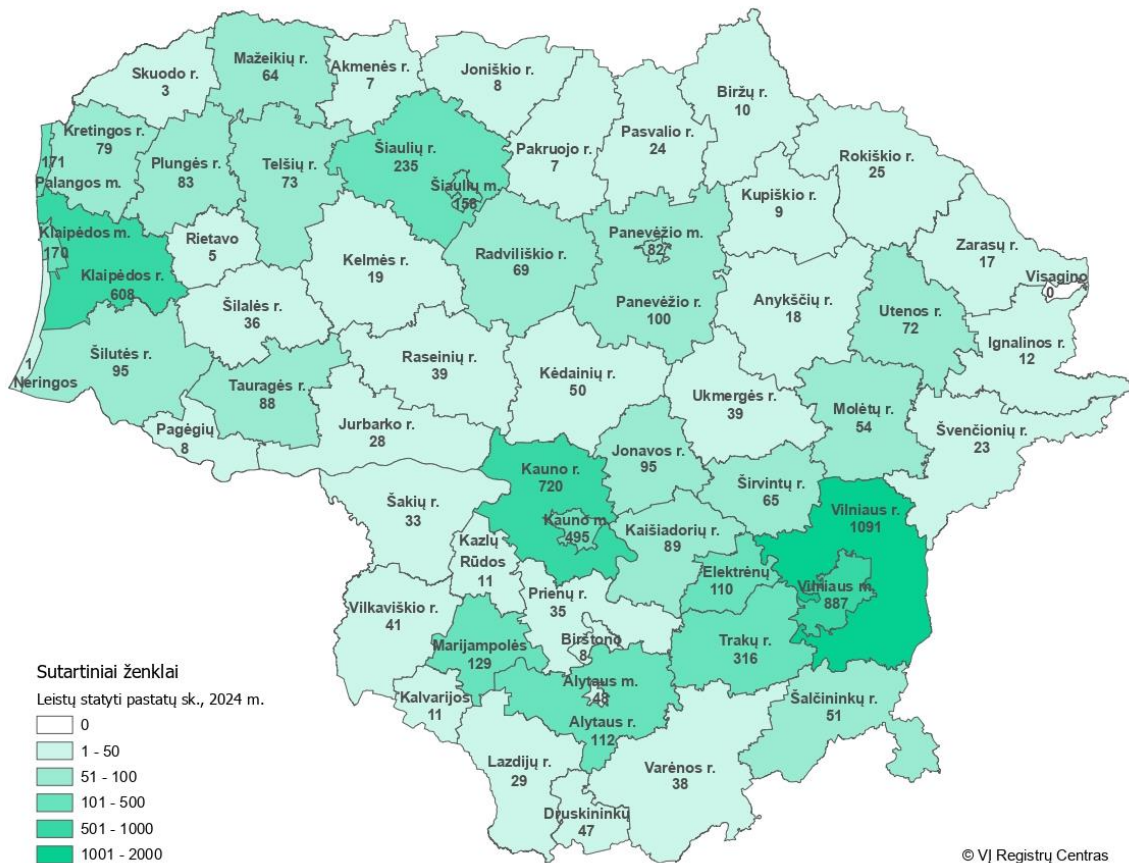 Skuodo r.
3
Mažeikių r.
64
Akmenės r.
7
Joniškio r.
8
Biržų r.
10
Kretingos r.
79
171
Palangos m.
Plungės r.
83
Telšių r.
73
Šiaulių r.
235
Šiaulių m.
156
Pakruojo r.
7
Pasvalio r.
24
Rokiškio r.
25
Kupiškio r.
9
Klaipėdos m.
170
Klaipėdos r.
608
Rietavo
5
Kelmės r.
19
Radviliškio r.
69
Panevėžio m.
82
Panevėžio r.
100
Anykščių r.
18
Utenos r.
72
Zarasų r.
17
Visagino
0
Ignalinos r.
12
Šilalės r.
36
1
Neringos
Šilutės r.
95
Tauragės r.
88
Raseinių r.
39
Kėdainių r.
50
Ukmergės r.
39
Molėtų r.
54
Švenčionių r.
23
Pagėgių
8
Jurbarko r.
28
Kauno r.
720
Kauno m.
495
Jonavos r.
95
Širvintų r.
65
Vilniaus r.
1091
Vilniaus m.
887
Šakių r.
33
Kazlų
Rūdos
11
Kaišiadorių r.
89
Elektrėnų
110
Vilkaviškio r.
41
Marijampolės
129
Prienų r.
35
Birštono
8
Trakų r.
316
Kalvarijos
11
Alytaus m.
48
Alytaus r.
112
Šalčininkų r.
51
Lazdijų r.
29
Varėnos r.
38
Druskininkų
47
Sutartiniai ženklai
Leistų statyti pastatų sk., 2024 m.
0
1 - 50
51 - 100
101 - 500
501 - 1000
1001 - 2000
© VĮ Registrų Centras